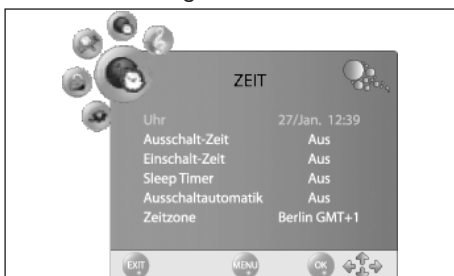 ZEIT
Uhr 27/Jan. 12:39
Ausschalt-Zeit Aus
Einschalt-Zeit Aus
Sleep Timer Aus
Ausschaltautomatik Aus
Zeitzone Berlin GMT+1
EXIT MENU OK